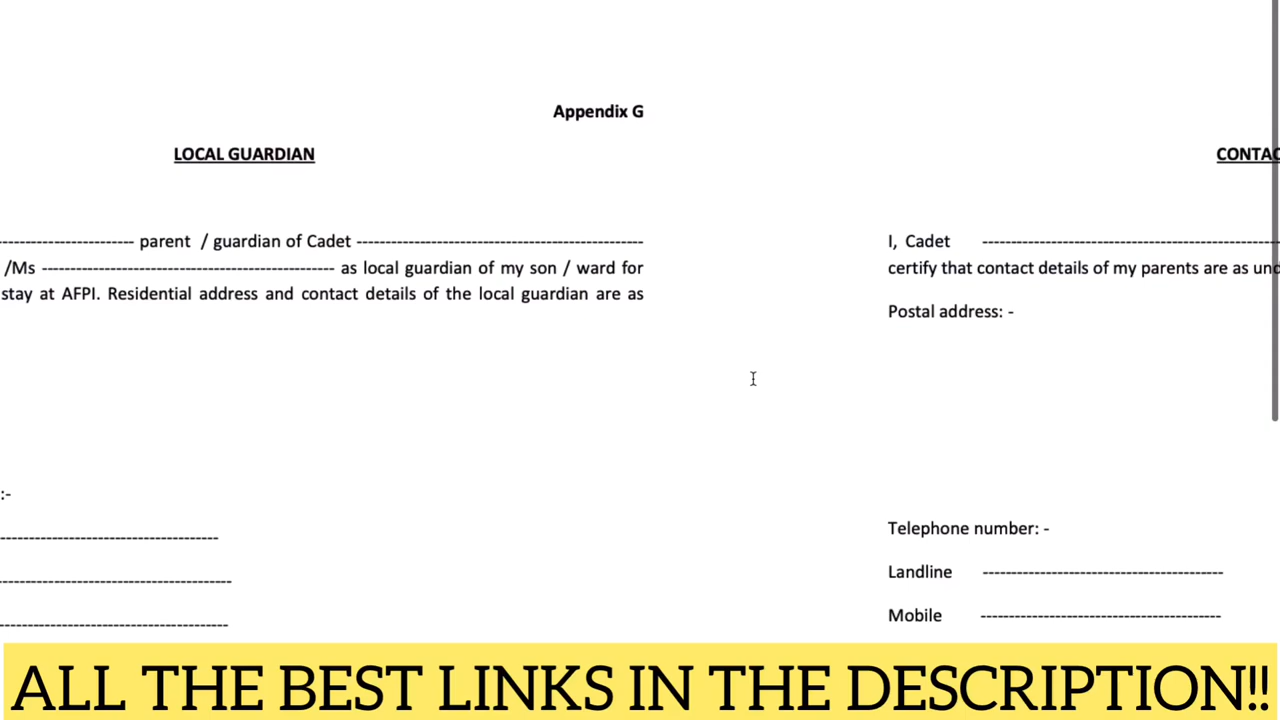 Appendix G
LOCAL GUARDIAN
------------------------ parent / guardian of Cadet --------------------------------------------------
/Ms --------------------------------------------------- as local guardian of my son / ward for
stay at AFPI. Residential address and contact details of the local guardian are as
:-
--------------------------------------
----------------------------------------
----------------------------------------
CONTAC
I, Cadet ----------------------------------------------------
certify that contact details of my parents are as und
Postal address: -
Telephone number: -
Landline ------------------------------------------
Mobile ------------------------------------------
ALL THE BEST LINKS IN THE DESCRIPTION!!